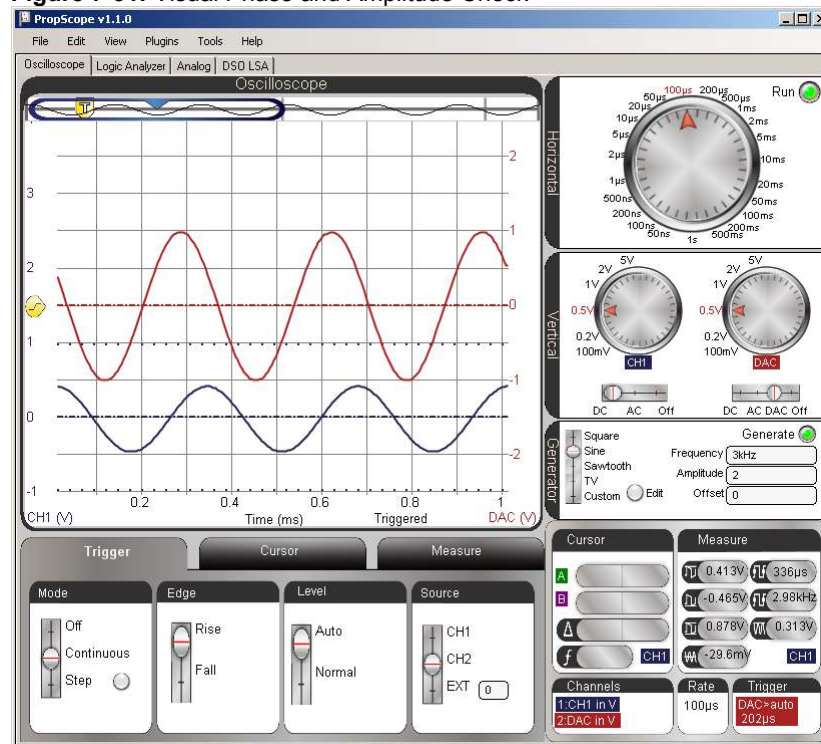 Figure 7-34: Visual Phase and Amplitude Check
PropScope v1.1.0
File Edit View Plugins Tools Help
Oscilloscope Logic Analyzer Analog DSO LSA
Oscilloscope
T
3
2
1
0
-1
2
1
0
-1
-2
0.2 0.4 0.6 0.8 1
CH1 (V) Time (ms) Triggered DAC (V)
Horizontal
Run
50ns 100ns 200ns 500ns 1µs 2µs 5µs 10µs 20µs 50µs 100µs 200µs 500µs 1ms 2ms 5ms 10ms 20ms 50ms 100ms 200ms 500ms 1s
Vertical
5V 2V 1V 0.5V 0.2V 100mV
CH1
DC AC Off
5V 2V 1V 0.5V 0.2V 100mV
DAC
DC AC DAC Off
Generator
Square
Sine
Sawtooth
TV
Custom Edit
Generate
Frequency 3kHz
Amplitude 2
Offset 0
Trigger Cursor Measure
Mode
Off
Continuous
Step
Edge
Rise
Fall
Level
Auto
Normal
Source
CH1
CH2
EXT 0
Cursor
A
B
Δ
f CH1
Measure
0.413V 336µs
-0.465V 2.98kHz
0.878V 0.313V
-29.6mV CH1
Channels
1:CH1 in V
2:DAC in V
Rate
100µs
Trigger
DAC>auto
202µs